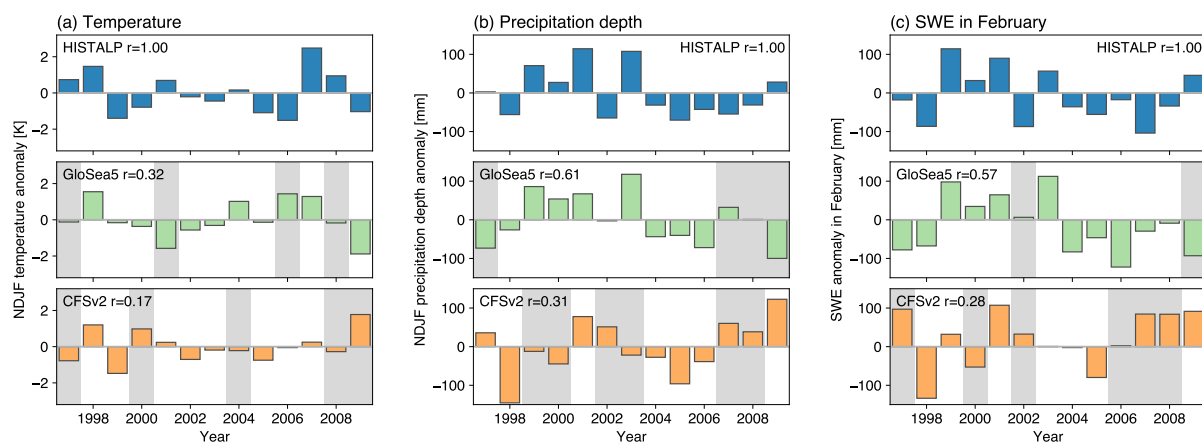 (a) Temperature
HISTALP r=1.00
2
0
−2
GloSea5 r=0.32
2
0
−2
CFSv2 r=0.17
2
0
−2
1998 2000 2002 2004 2006 2008
Year
NDJF temperature anomaly [K]
(b) Precipitation depth
HISTALP r=1.00
100
0
−100
GloSea5 r=0.61
100
0
−100
CFSv2 r=0.31
100
0
−100
1998 2000 2002 2004 2006 2008
Year
NDJF precipitation depth anomaly [mm]
(c) SWE in February
HISTALP r=1.00
100
0
−100
GloSea5 r=0.57
100
0
−100
CFSv2 r=0.28
100
0
−100
1998 2000 2002 2004 2006 2008
Year
SWE anomaly in February [mm]